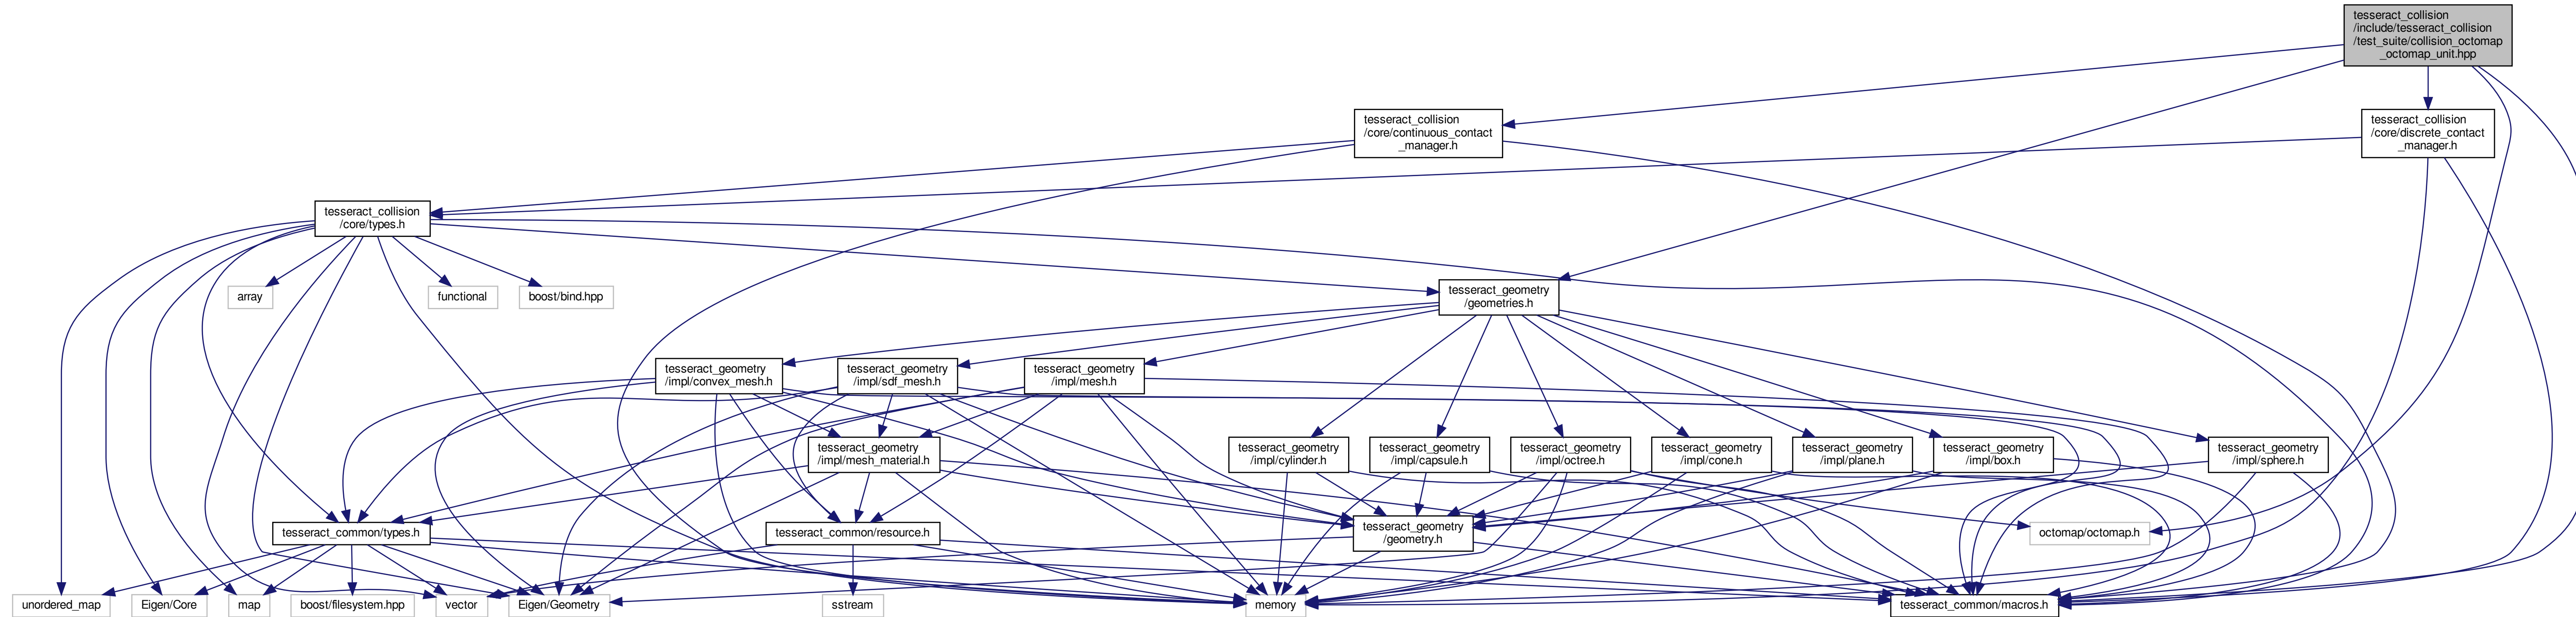 tesseract_collision
/include/tesseract_collision
/test_suite/collision_octomap
_octomap_unit.hpp
tesseract_collision
/core/continuous_contact
_manager.h
tesseract_collision
/core/discrete_contact
_manager.h
tesseract_collision
/core/types.h
array
functional
boost/bind.hpp
tesseract_geometry
/geometries.h
tesseract_geometry
/impl/convex_mesh.h
tesseract_geometry
/impl/sdf_mesh.h
tesseract_geometry
/impl/mesh.h
tesseract_geometry
/impl/mesh_material.h
tesseract_geometry
/impl/cylinder.h
tesseract_geometry
/impl/capsule.h
tesseract_geometry
/impl/octree.h
tesseract_geometry
/impl/cone.h
tesseract_geometry
/impl/plane.h
tesseract_geometry
/impl/box.h
tesseract_geometry
/impl/sphere.h
tesseract_common/types.h
tesseract_common/resource.h
tesseract_geometry
/geometry.h
octomap/octomap.h
unordered_map
Eigen/Core
map
boost/filesystem.hpp
vector
Eigen/Geometry
sstream
memory
tesseract_common/macros.h